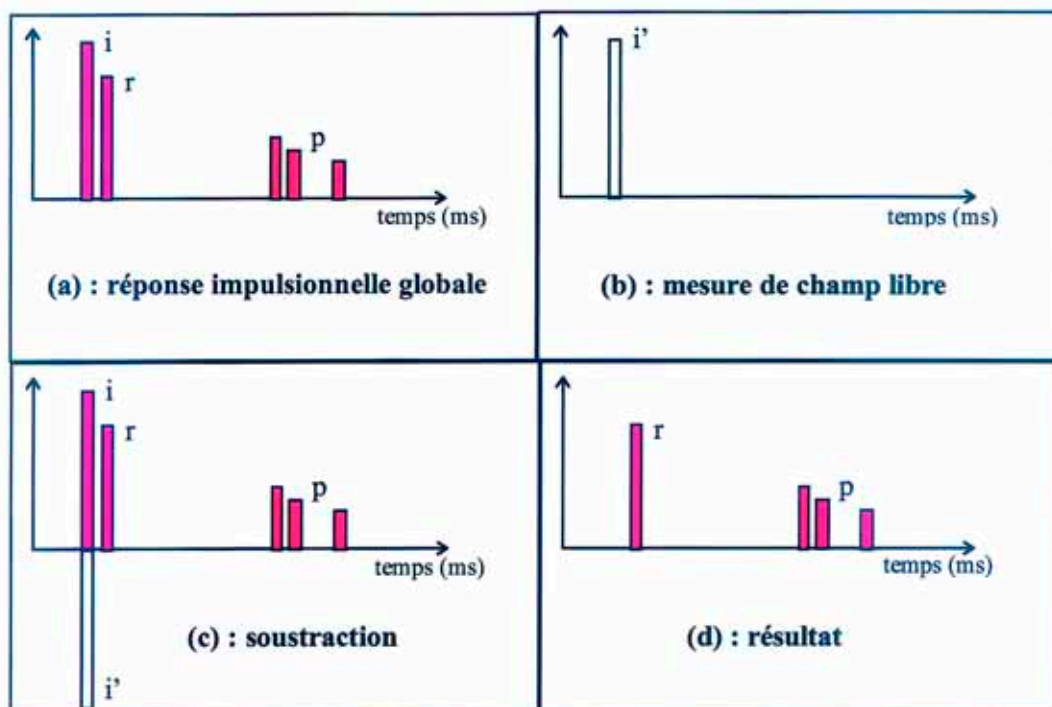 i
r
p
temps (ms)
(a) : réponse impulsionnelle globale
i’
temps (ms)
(b) : mesure de champ libre
i
r
p
temps (ms)
(c) : soustraction
i’
r
p
temps (ms)
(d) : résultat